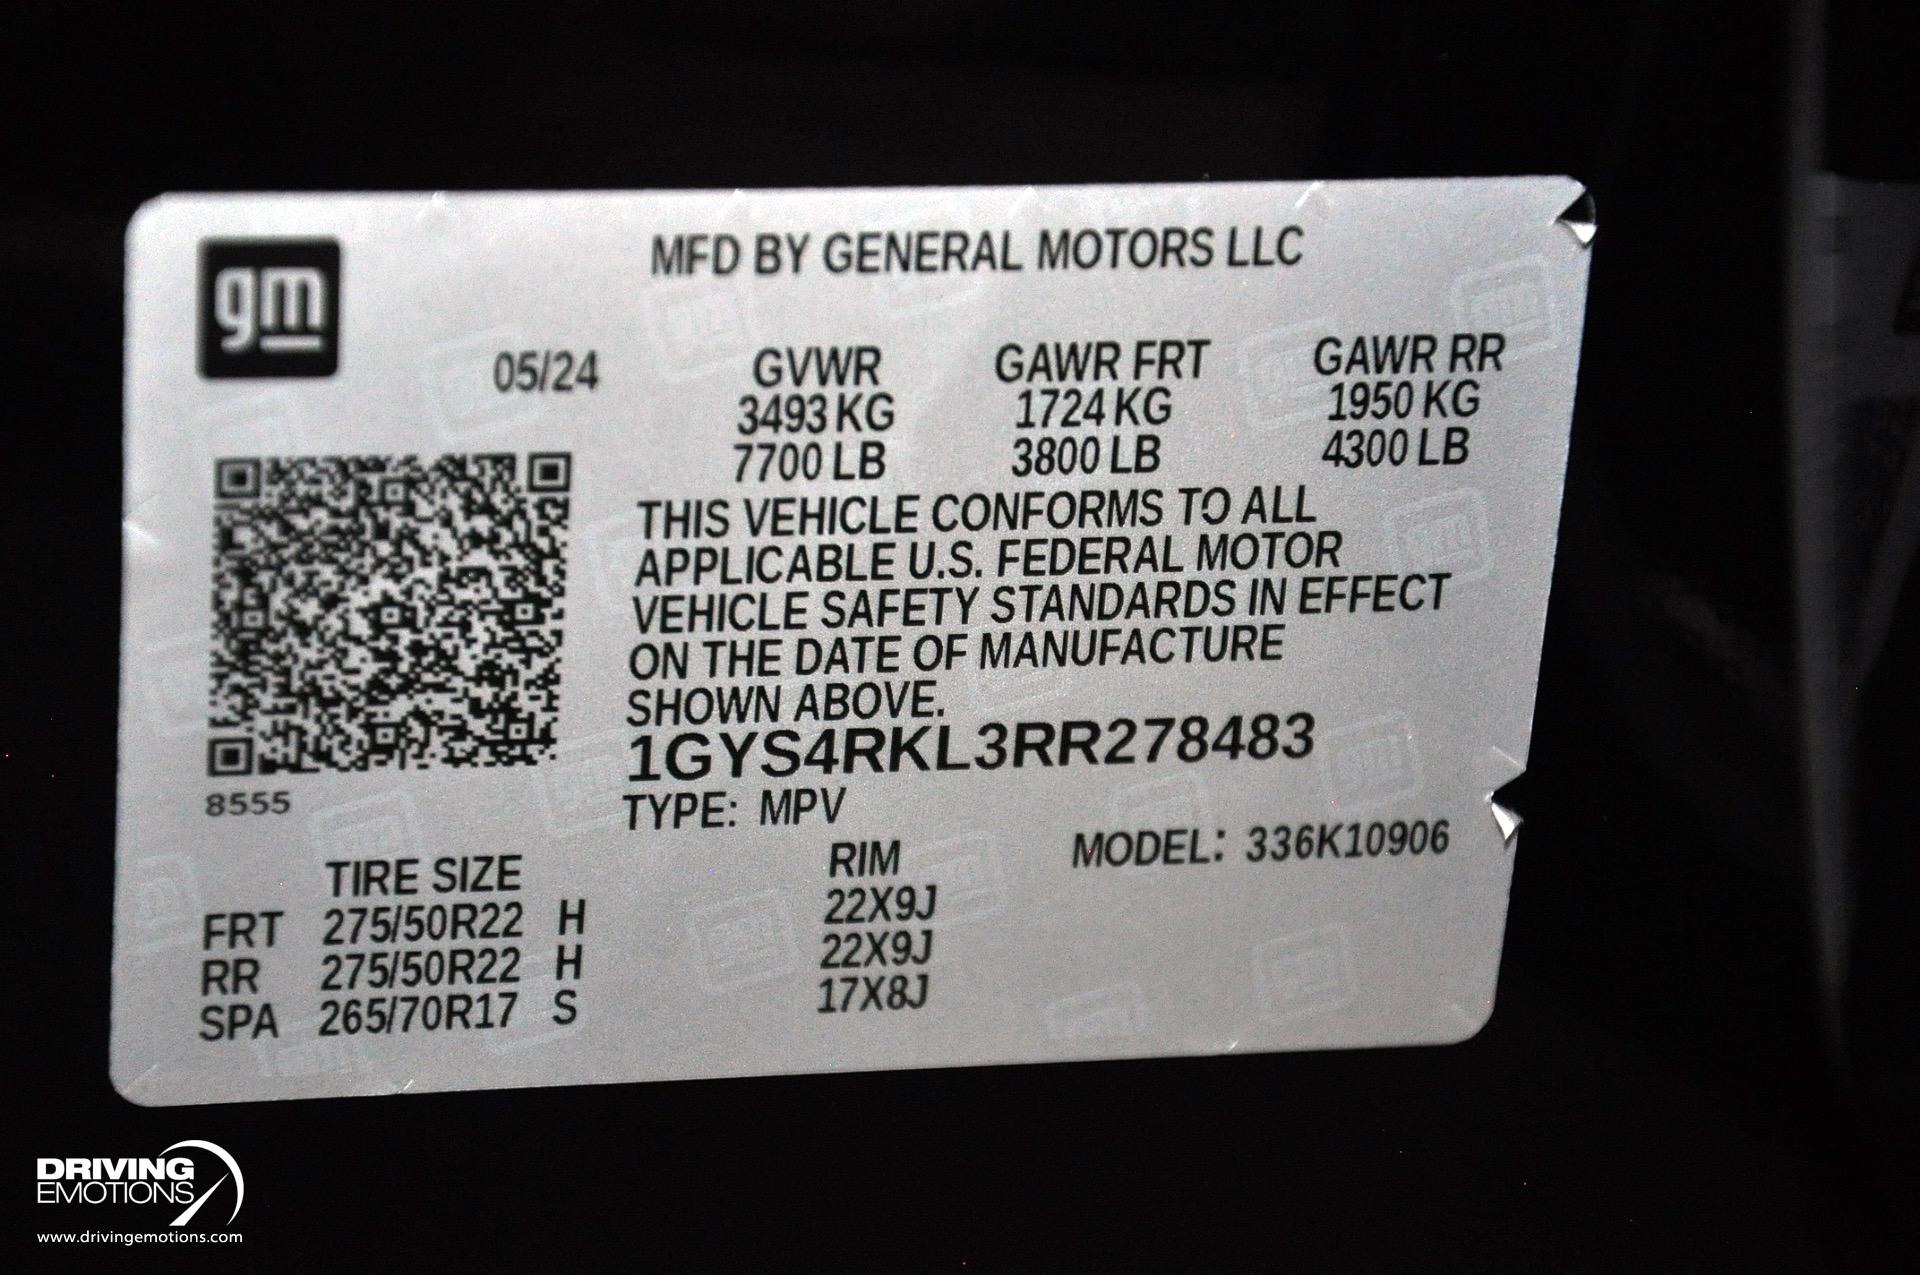 gm
MFD BY GENERAL MOTORS LLC
05/24 GVWR GAWR FRT GAWR RR
3493 KG 1724 KG 1950 KG
7700 LB 3800 LB 4300 LB
THIS VEHICLE CONFORMS TO ALL
APPLICABLE U.S. FEDERAL MOTOR
VEHICLE SAFETY STANDARDS IN EFFECT
ON THE DATE OF MANUFACTURE
SHOWN ABOVE.
1GYS4RKL3RR278483
8555
TYPE: MPV
MODEL: 336K10906
TIRE SIZE RIM
FRT 275/50R22 H 22X9J
RR 275/50R22 H 22X9J
SPA 265/70R17 S 17X8J
DRIVING
EMOTIONS
www.drivingemotions.com